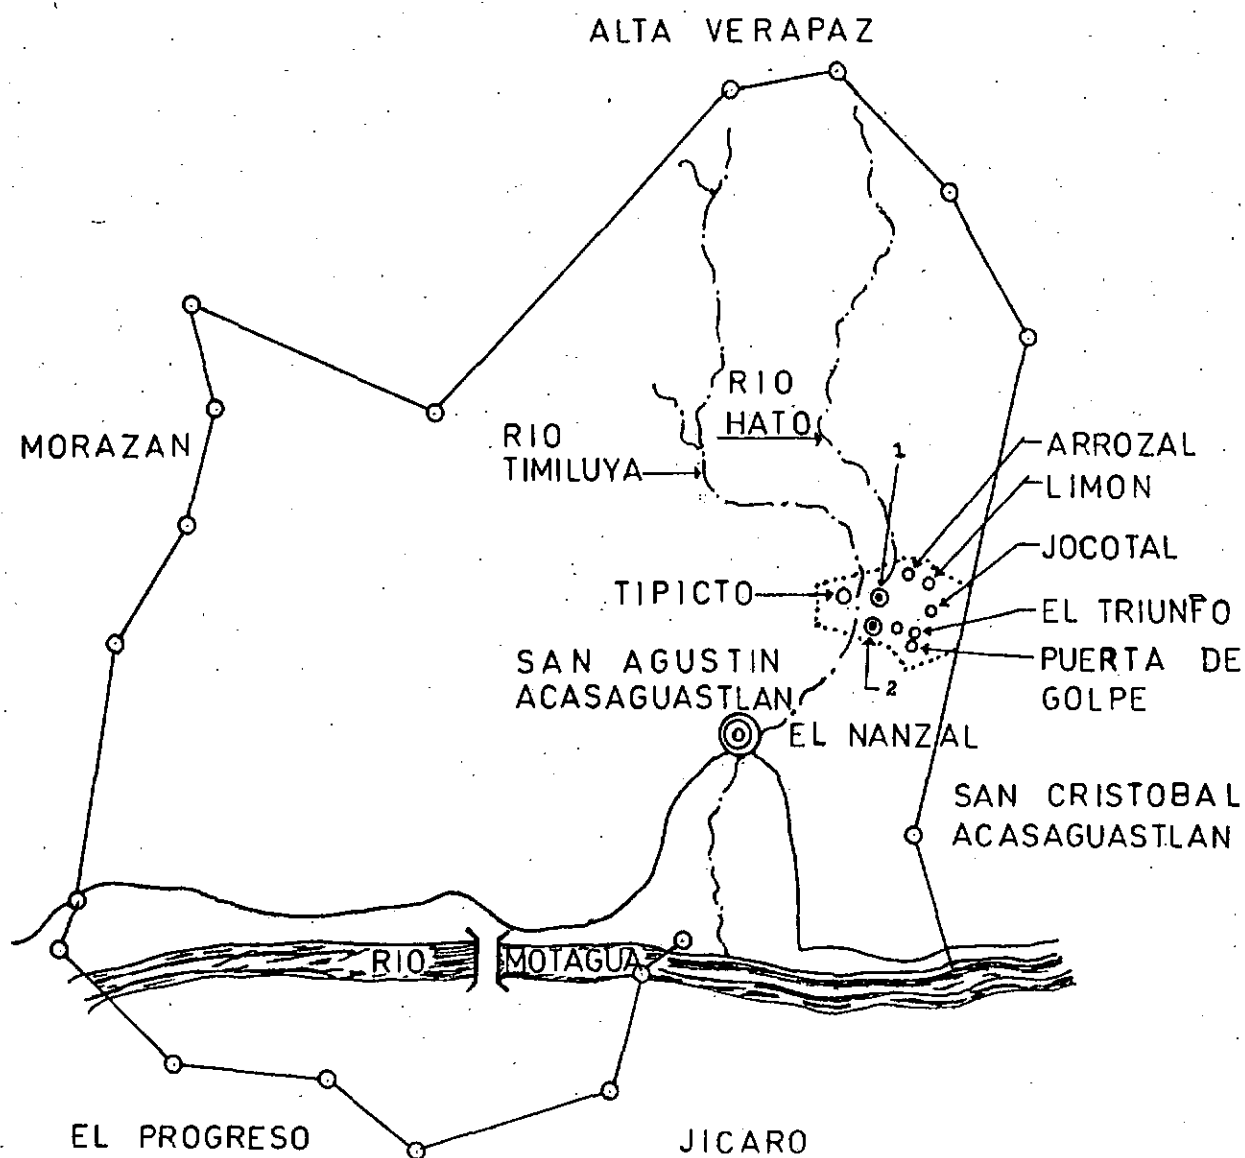 ALTA VERAPAZ
MORAZAN
RIO
TIMILUYA
RIO
HATO
1
ARROZAL
LIMON
JOCOTAL
TIPICTO
EL TRIUNFO
PUERTA DE
GOLPE
2
SAN AGUSTIN
ACASAGUASTLAN
EL NANZAL
SAN CRISTOBAL
ACASAGUASTLAN
RIO MOTAGUA
EL PROGRESO
JICARO